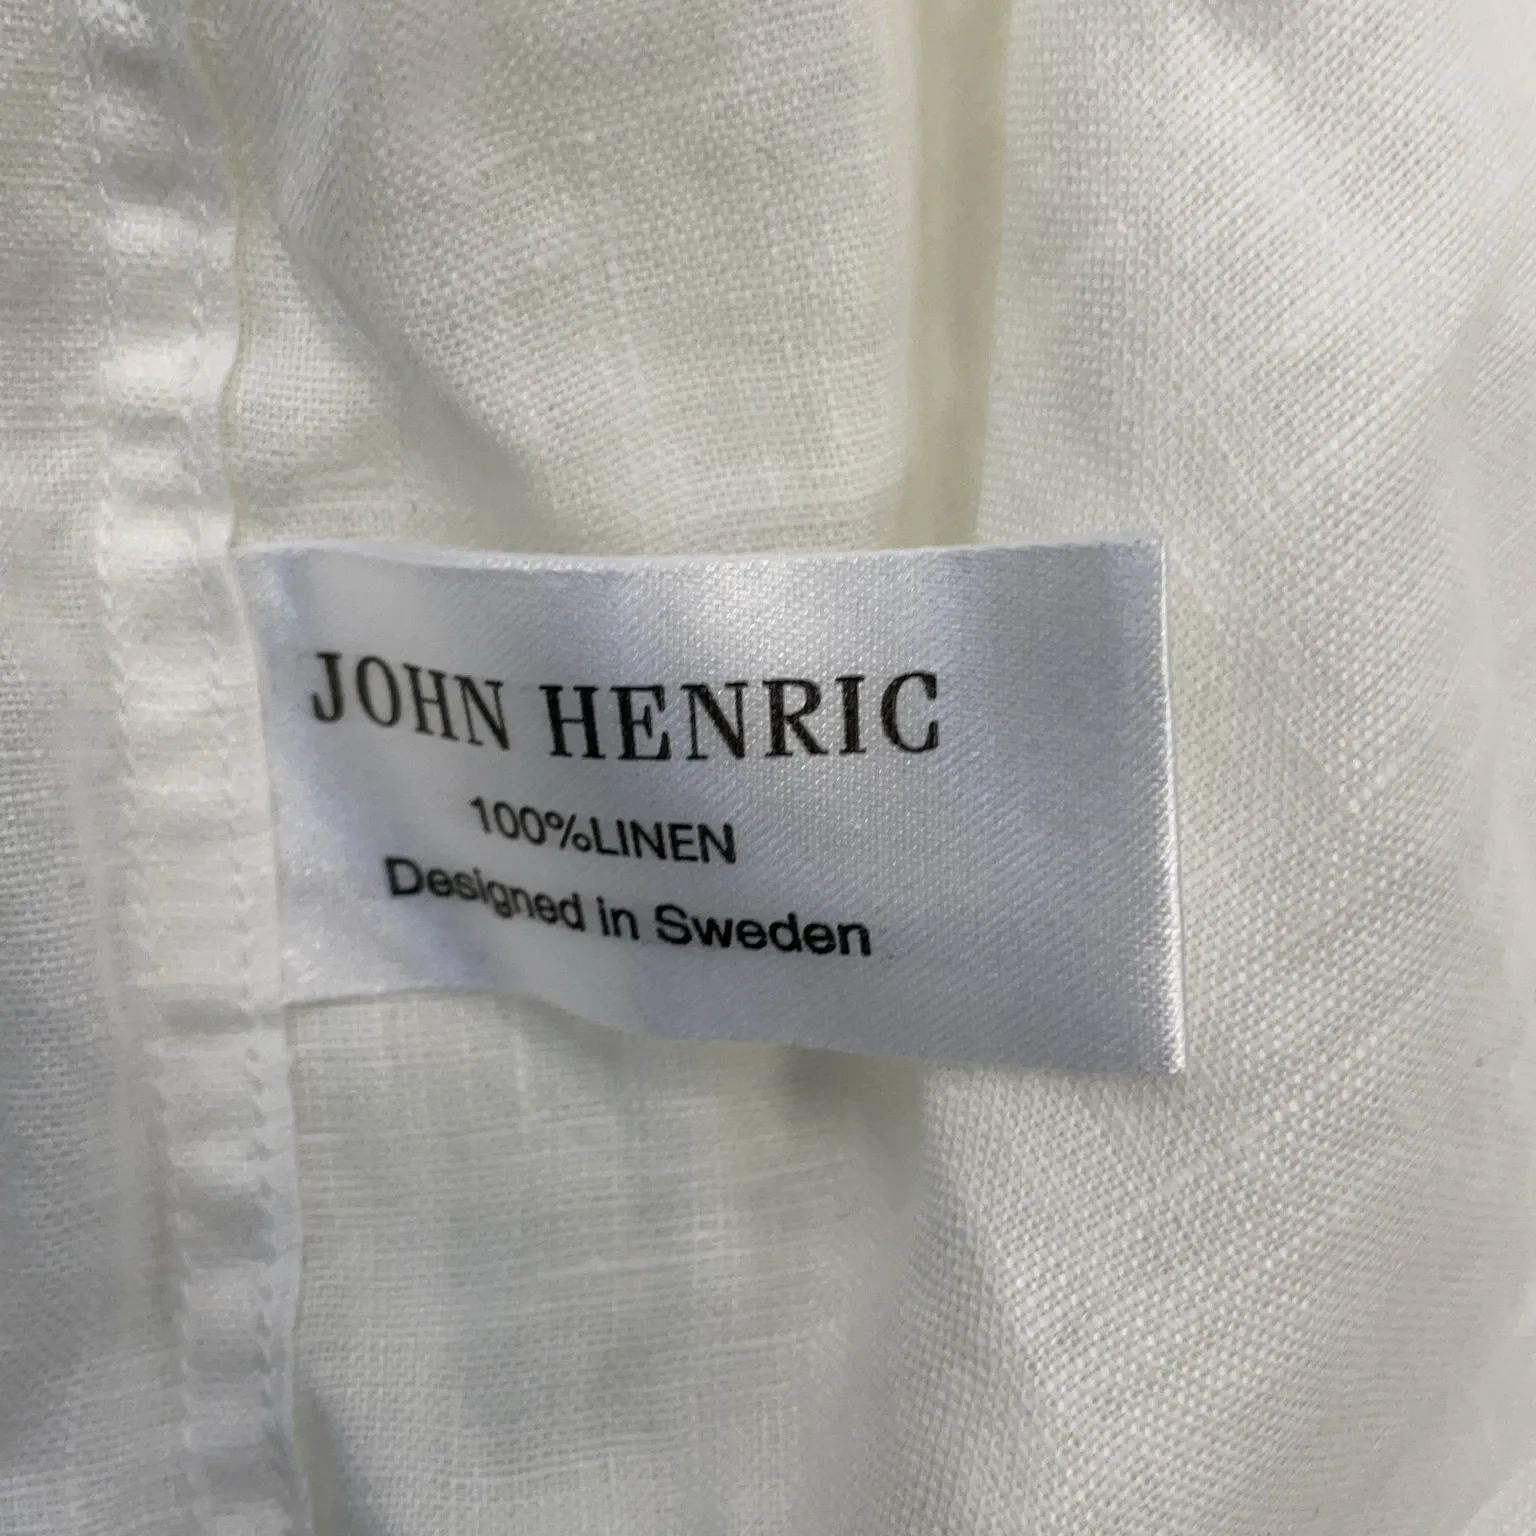 JOHN HENRIC
100%LINEN
Designed in Sweden